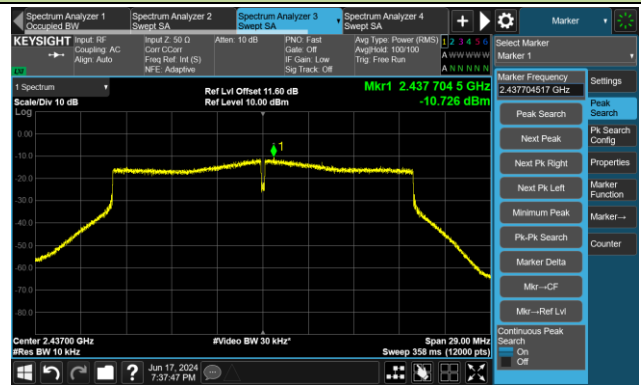 Spectrum Analyzer 1
Occupied BW
Spectrum Analyzer 2
Swept SA
Spectrum Analyzer 3
Swept SA
Spectrum Analyzer 4
Swept SA
Marker
KEYSIGHT
Input: RF
Coupling: AC
Align: Auto
Input Z: 50 Ω
Corr CCorr
Freq Ref: Int (S)
NFE: Adaptive
Atten: 10 dB
PNO: Fast
Gate: Off
IF Gain: Low
Sig Track: Off
Avg Type: Power (RMS)
Avg|Hold: 100/100
Trig: Free Run
1 2 3 4 5 6
A W W W W W
A N N N N N
Select Marker
Marker 1
1 Spectrum
Scale/Div 10 dB
Ref Lvl Offset 11.60 dB
Ref Level 10.00 dBm
Mkr1 2.437 704 5 GHz
-10.726 dBm
Log
0.00
-10.0
-20.0
-30.0
-40.0
-50.0
-60.0
-70.0
-80.0
1
Center 2.43700 GHz
#Res BW 10 kHz
#Video BW 30 kHz*
Span 29.00 MHz
Sweep 358 ms (12000 pts)
Marker Frequency
2.437704517 GHz
Peak Search
Next Peak
Next Pk Right
Next Pk Left
Minimum Peak
Pk-Pk Search
Marker Delta
Mkr→CF
Mkr→Ref Lvl
Continuous Peak
Search
On
Off
Settings
Peak
Search
Pk Search
Config
Properties
Marker
Function
Marker→
Counter
?
Jun 17, 2024
7:37:47 PM